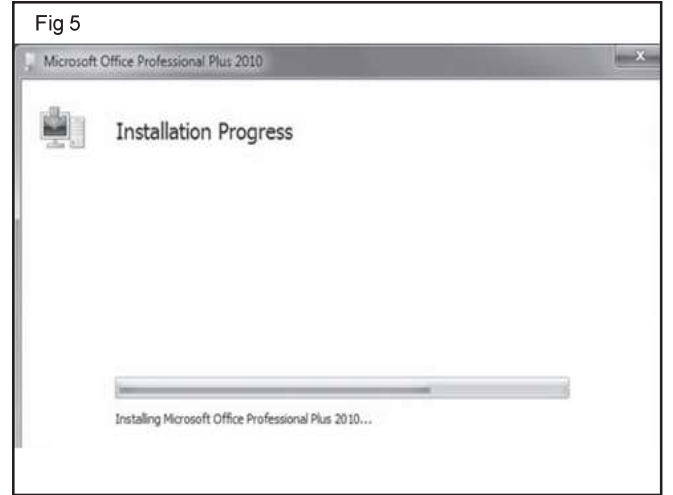 Fig 5
Microsoft Office Professional Plus 2010
Installation Progress
Installing Microsoft Office Professional Plus 2010...